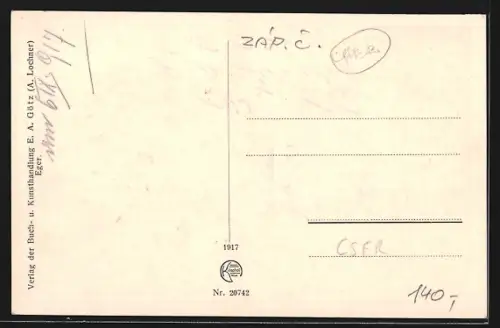 Verlag der Buch- u. Kunsthandlung E. A. Götz (A. Lochner)
Eger.
ZÁP. Č.
1917
Nr. 20742
CSFR
140,-